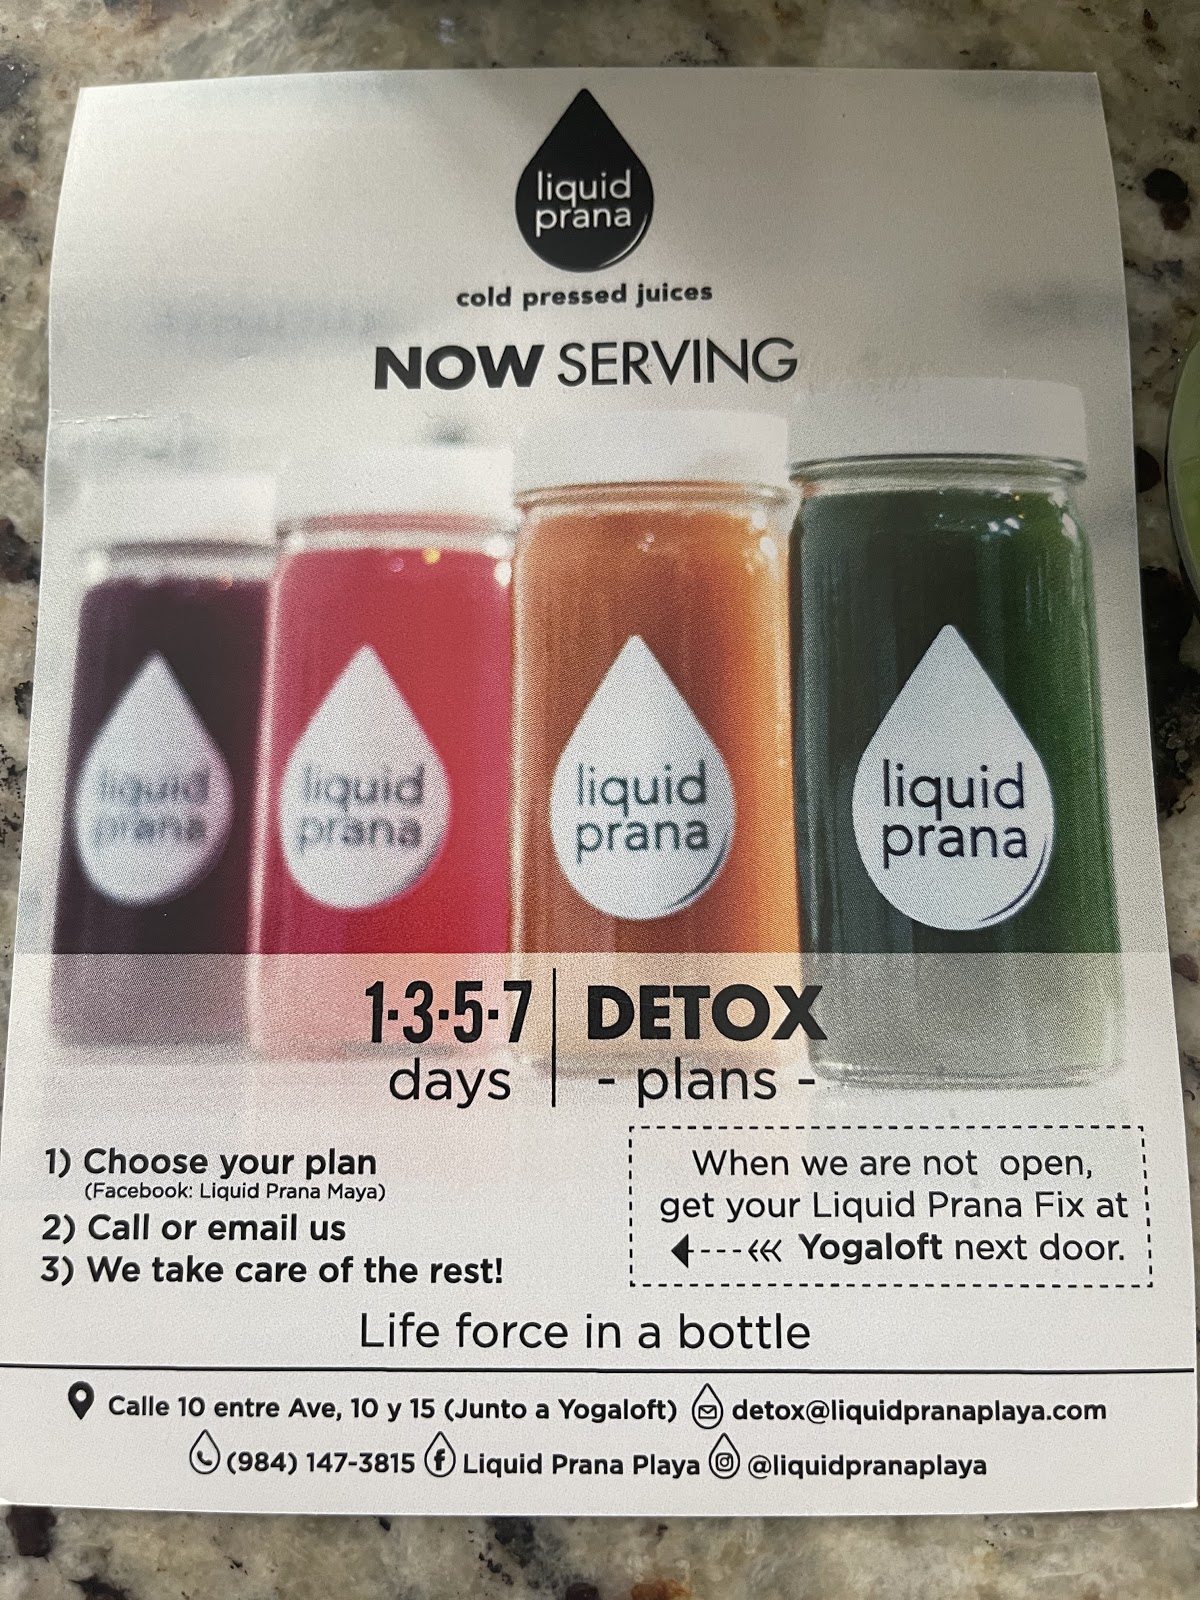 liquid
prana
cold pressed juices
NOW SERVING
liquid
prana
liquid
prana
liquid
prana
liquid
prana
1-3-5-7
days
DETOX
- plans -
1) Choose your plan
(Facebook: Liquid Prana Maya)
2) Call or email us
3) We take care of the rest!
When we are not open,
get your Liquid Prana Fix at
Yogaloft next door.
Life force in a bottle
Calle 10 entre Ave, 10 y 15 (Junto a Yogaloft) detox@liquidpranaplaya.com
(984) 147-3815 Liquid Prana Playa @liquidpranaplaya